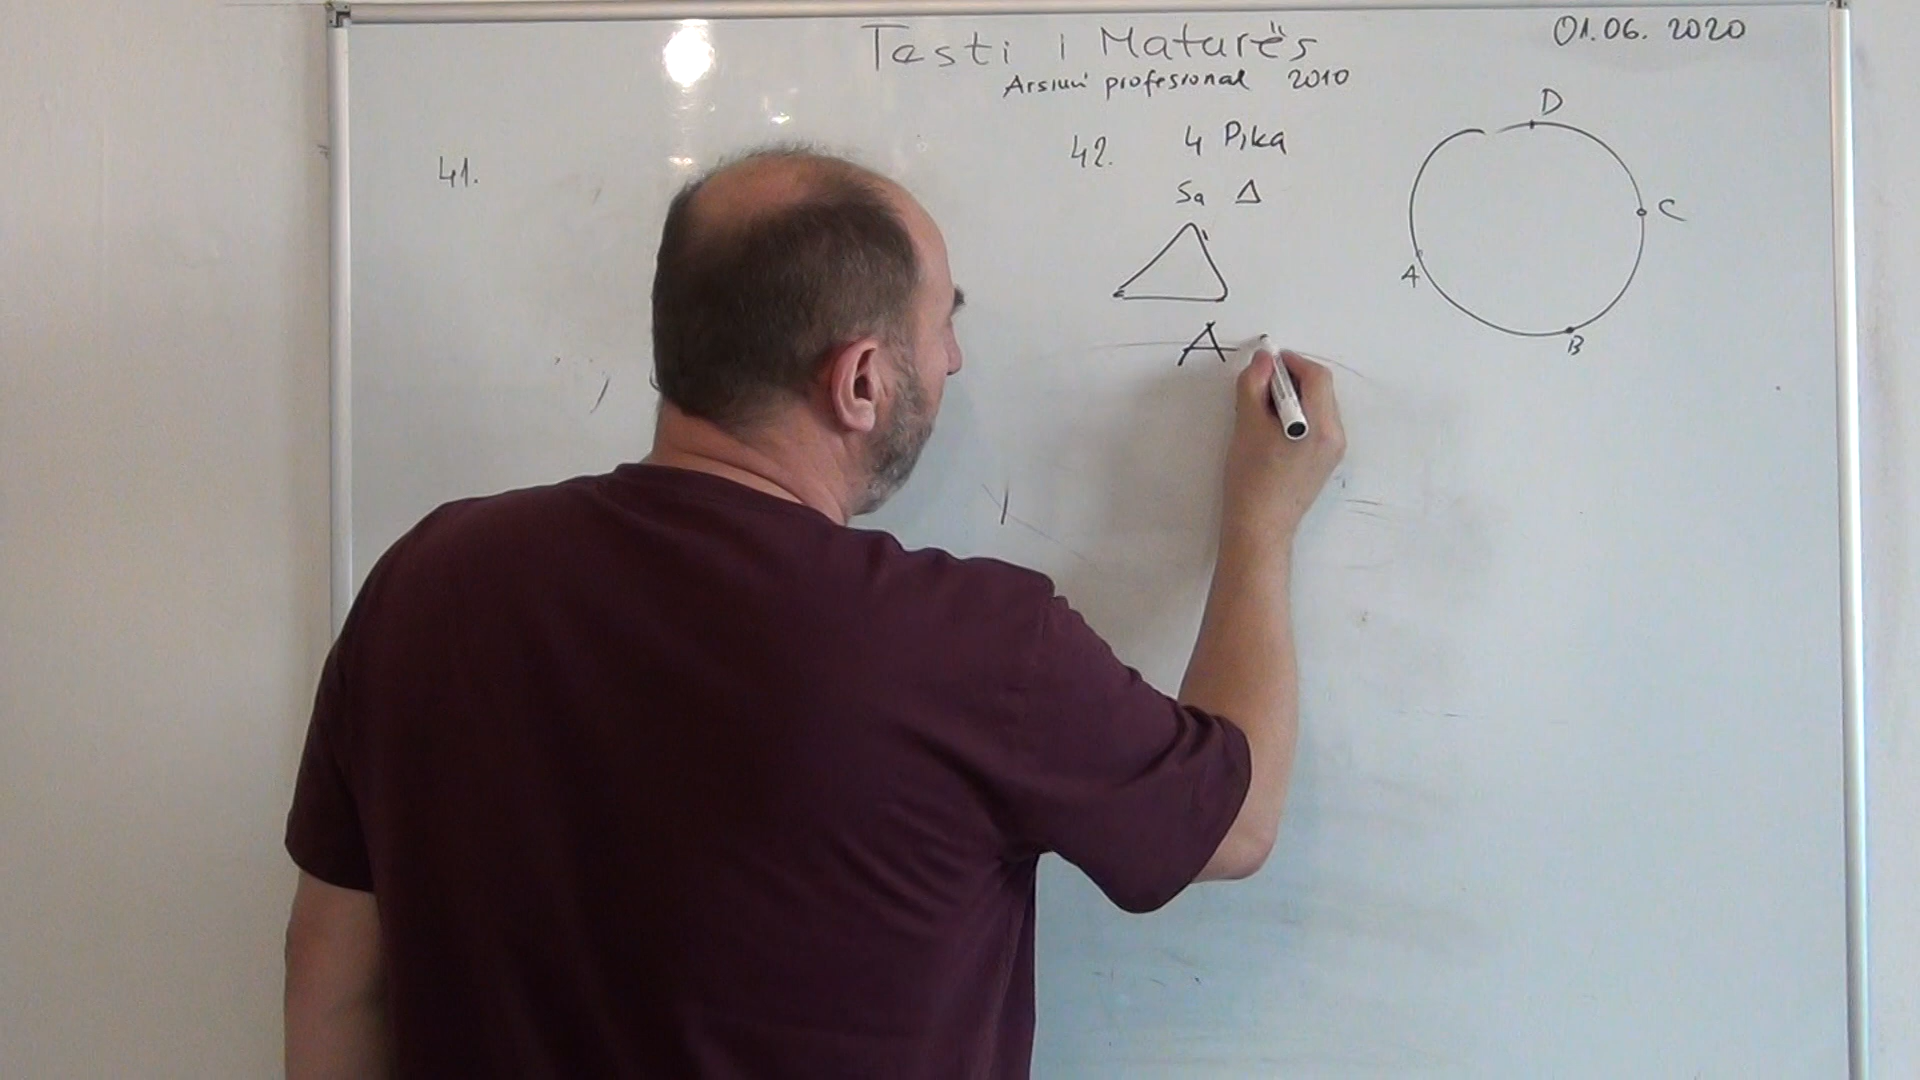 Testi i Maturës
01.06.2020
Arsimi profesional 2010
41.
42. 4 Pika
Sa Δ
A
D
C
A
B